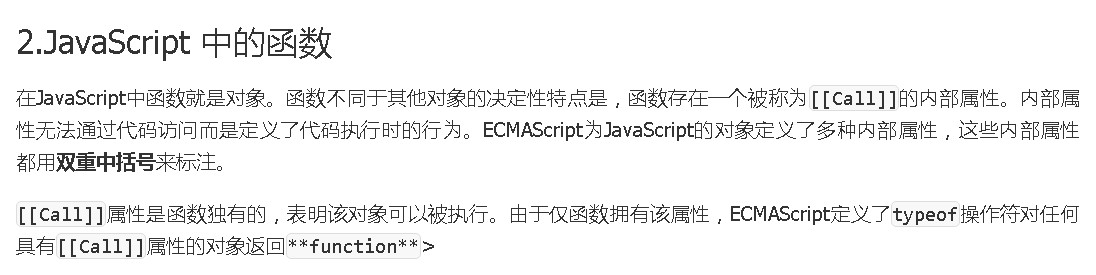 2.JavaScript 中的函数
在JavaScript中函数就是对象。函数不同于其他对象的决定性特点是，函数存在一个被称为[[Call]]的内部属性。内部属
性无法通过代码访问而是定义了代码执行时的行为。ECMAScript为JavaScript的对象定义了多种内部属性，这些内部属性
都用双重中括号来标注。
[[Call]]属性是函数独有的，表明该对象可以被执行。由于仅函数拥有该属性，ECMAScript定义了typeof操作符对任何
具有[[Call]]属性的对象返回**function**>